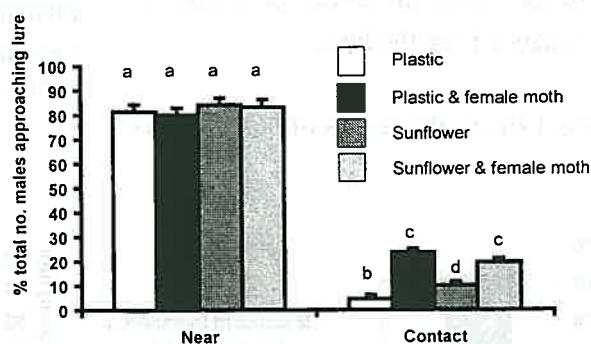 % total no. males approaching lure
100
90
80
70
60
50
40
30
20
10
0
a a a a
b c d c
Near Contact
Plastic
Plastic & female moth
Sunflower
Sunflower & female moth